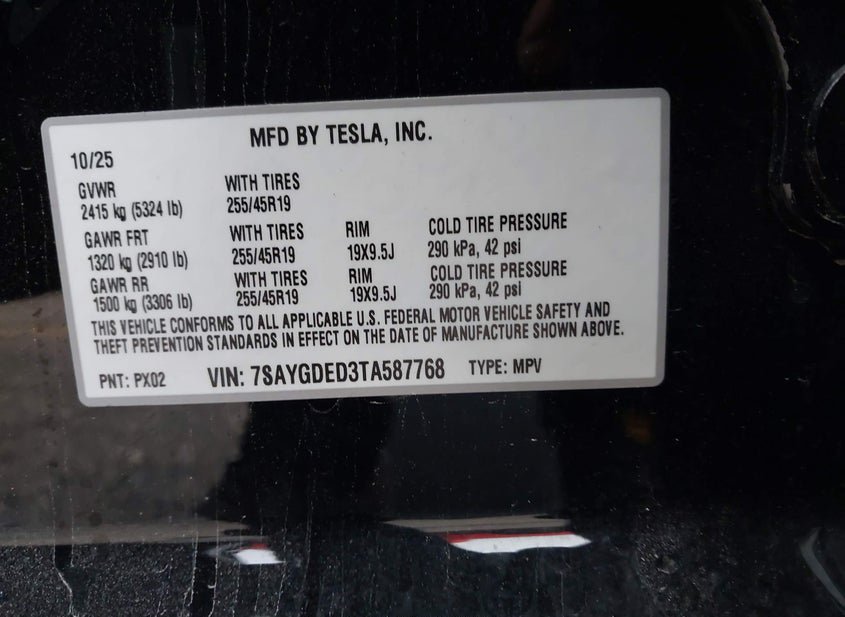 MFD BY TESLA, INC.
10/25
GVWR WITH TIRES
2415 kg (5324 lb) 255/45R19
GAWR FRT WITH TIRES RIM COLD TIRE PRESSURE
1320 kg (2910 lb) 255/45R19 19X9.5J 290 kPa, 42 psi
GAWR RR WITH TIRES RIM COLD TIRE PRESSURE
1500 kg (3306 lb) 255/45R19 19X9.5J 290 kPa, 42 psi
THIS VEHICLE CONFORMS TO ALL APPLICABLE U.S. FEDERAL MOTOR VEHICLE SAFETY AND
THEFT PREVENTION STANDARDS IN EFFECT ON THE DATE OF MANUFACTURE SHOWN ABOVE.
PNT: PX02 VIN: 7SAYGDED3TA587768 TYPE: MPV